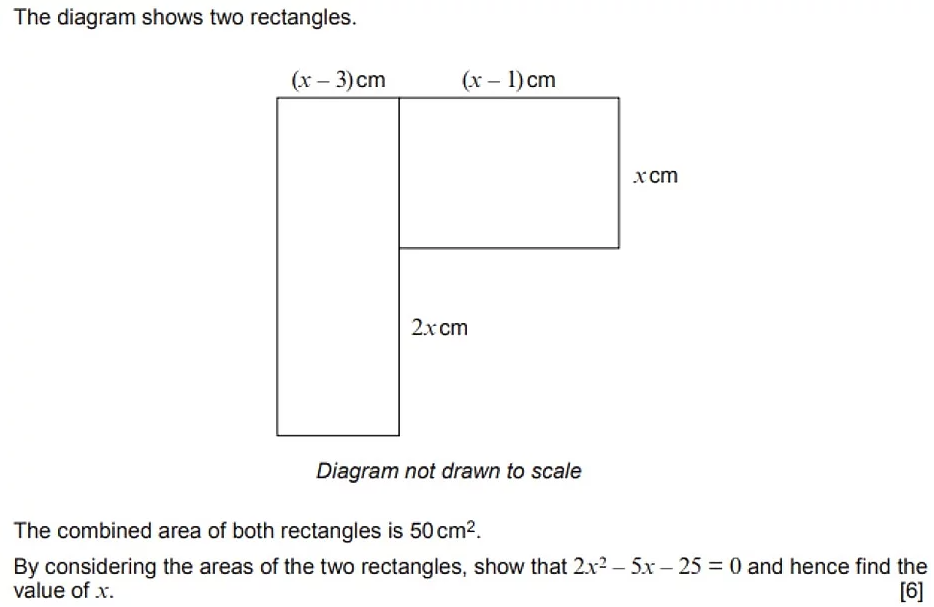 The diagram shows two rectangles.
(x – 3) cm
(x – 1) cm
x cm
2x cm
Diagram not drawn to scale
The combined area of both rectangles is 50 cm².
By considering the areas of the two rectangles, show that 2x² – 5x – 25 = 0 and hence find the
value of x. [6]